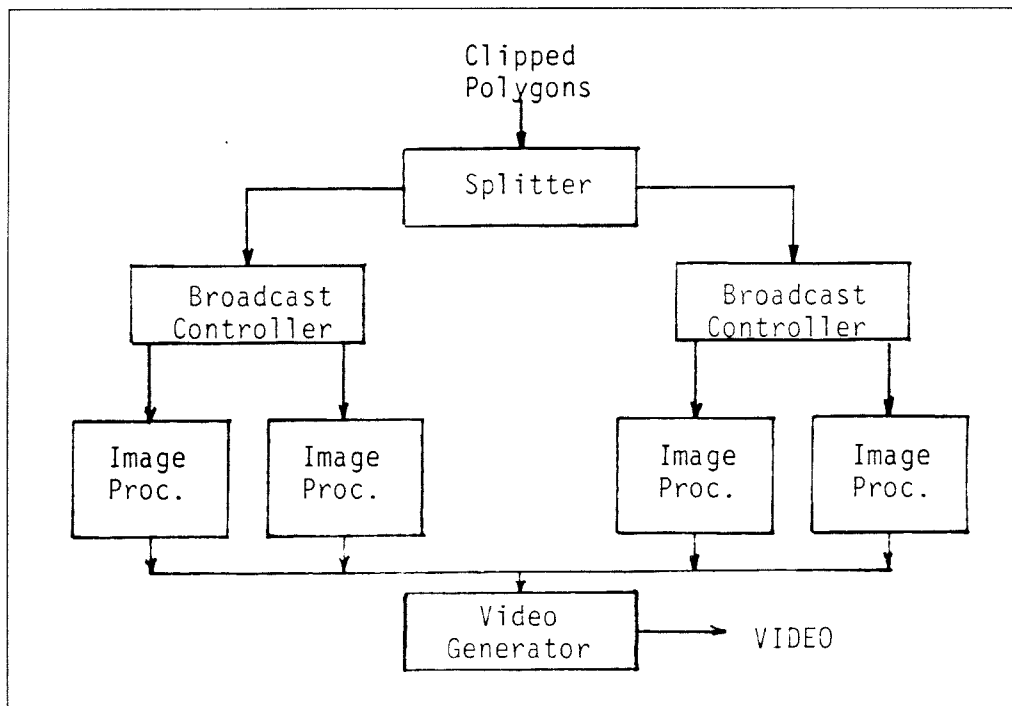 Clipped
Polygons
Splitter
Broadcast
Controller
Broadcast
Controller
Image
Proc.
Image
Proc.
Image
Proc.
Image
Proc.
Video
Generator
VIDEO